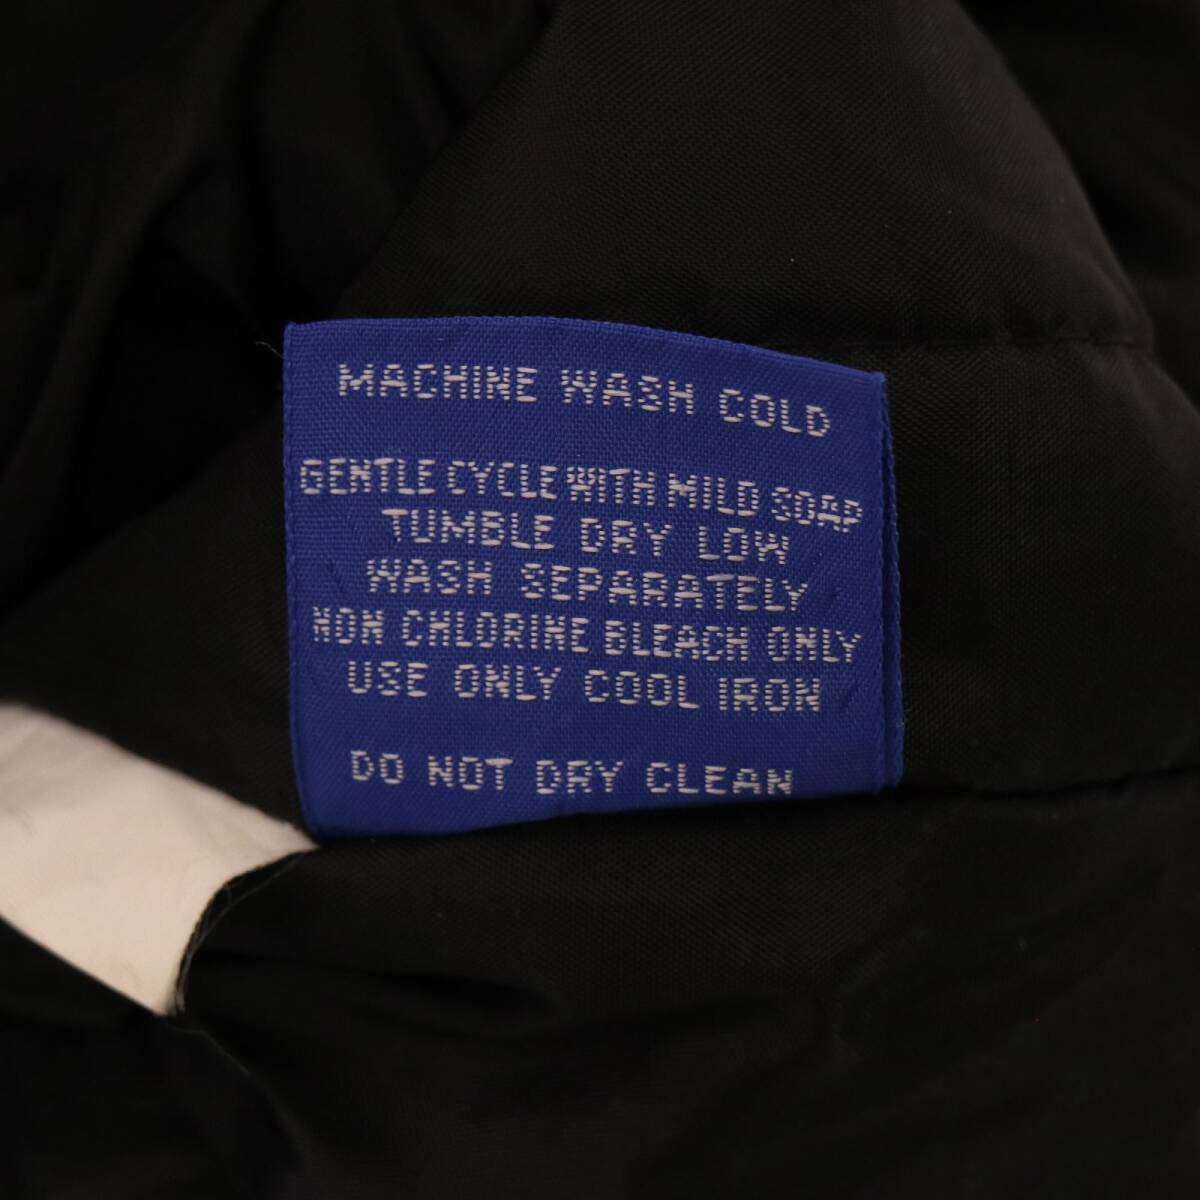 MACHINE WASH COLD
GENTLE CYCLE WITH MILD SOAP
TUMBLE DRY LOW
WASH SEPARATELY
NON CHLORINE BLEACH ONLY
USE ONLY COOL IRON
DO NOT DRY CLEAN